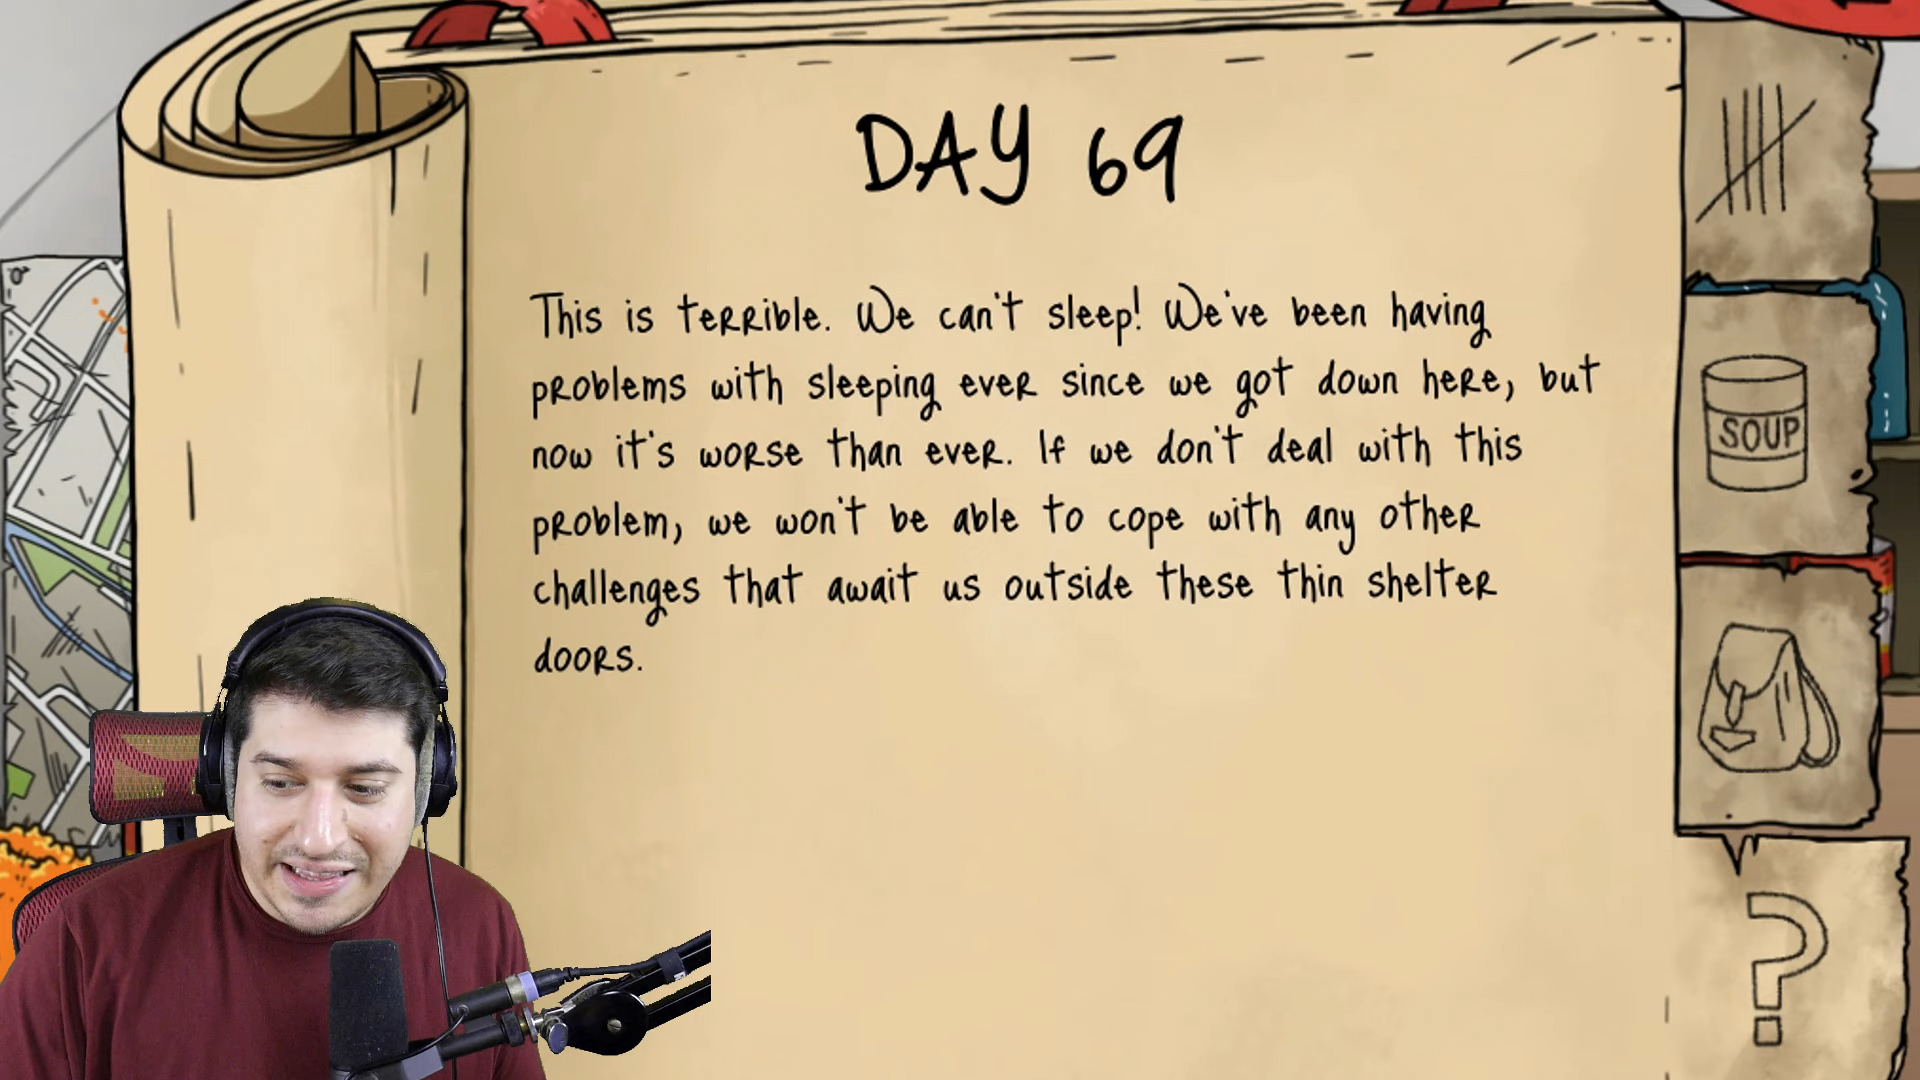 DAY 69
This is terrible. We can't sleep! We've been having
problems with sleeping ever since we got down here, but
now it's worse than ever. If we don't deal with this
problem, we won't be able to cope with any other
challenges that await us outside these thin shelter
doors.
SOUP
?